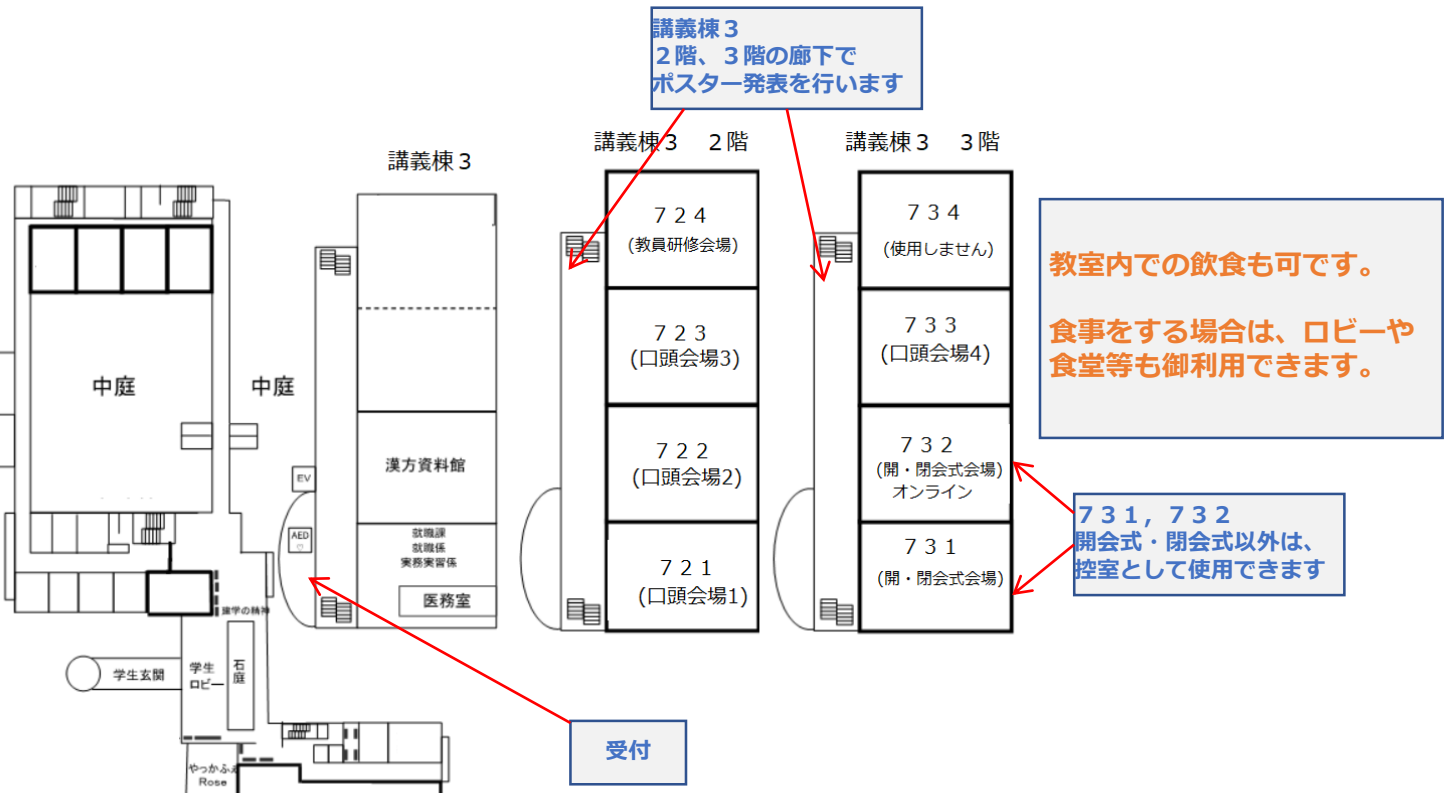 講義棟３
２階、３階の廊下で
ポスター発表を行います
講義棟３
講義棟３　２階
講義棟３　３階
中庭
中庭
EV
AED
♡
漢方資料館
就職課
就職係
実務実習係
医務室
建学の精神
学生玄関
学生
ロビー
石庭
やっかふぇ
Rose
７２４
(教員研修会場)
７２３
(口頭会場3)
７２２
(口頭会場2)
７２１
(口頭会場1)
７３４
(使用しません)
７３３
(口頭会場4)
７３２
(開・閉会式会場)
オンライン
７３１
(開・閉会式会場)
教室内での飲食も可です。
食事をする場合は、ロビーや
食堂等も御利用できます。
７３１，７３２
開会式・閉会式以外は、
控室として使用できます
受付